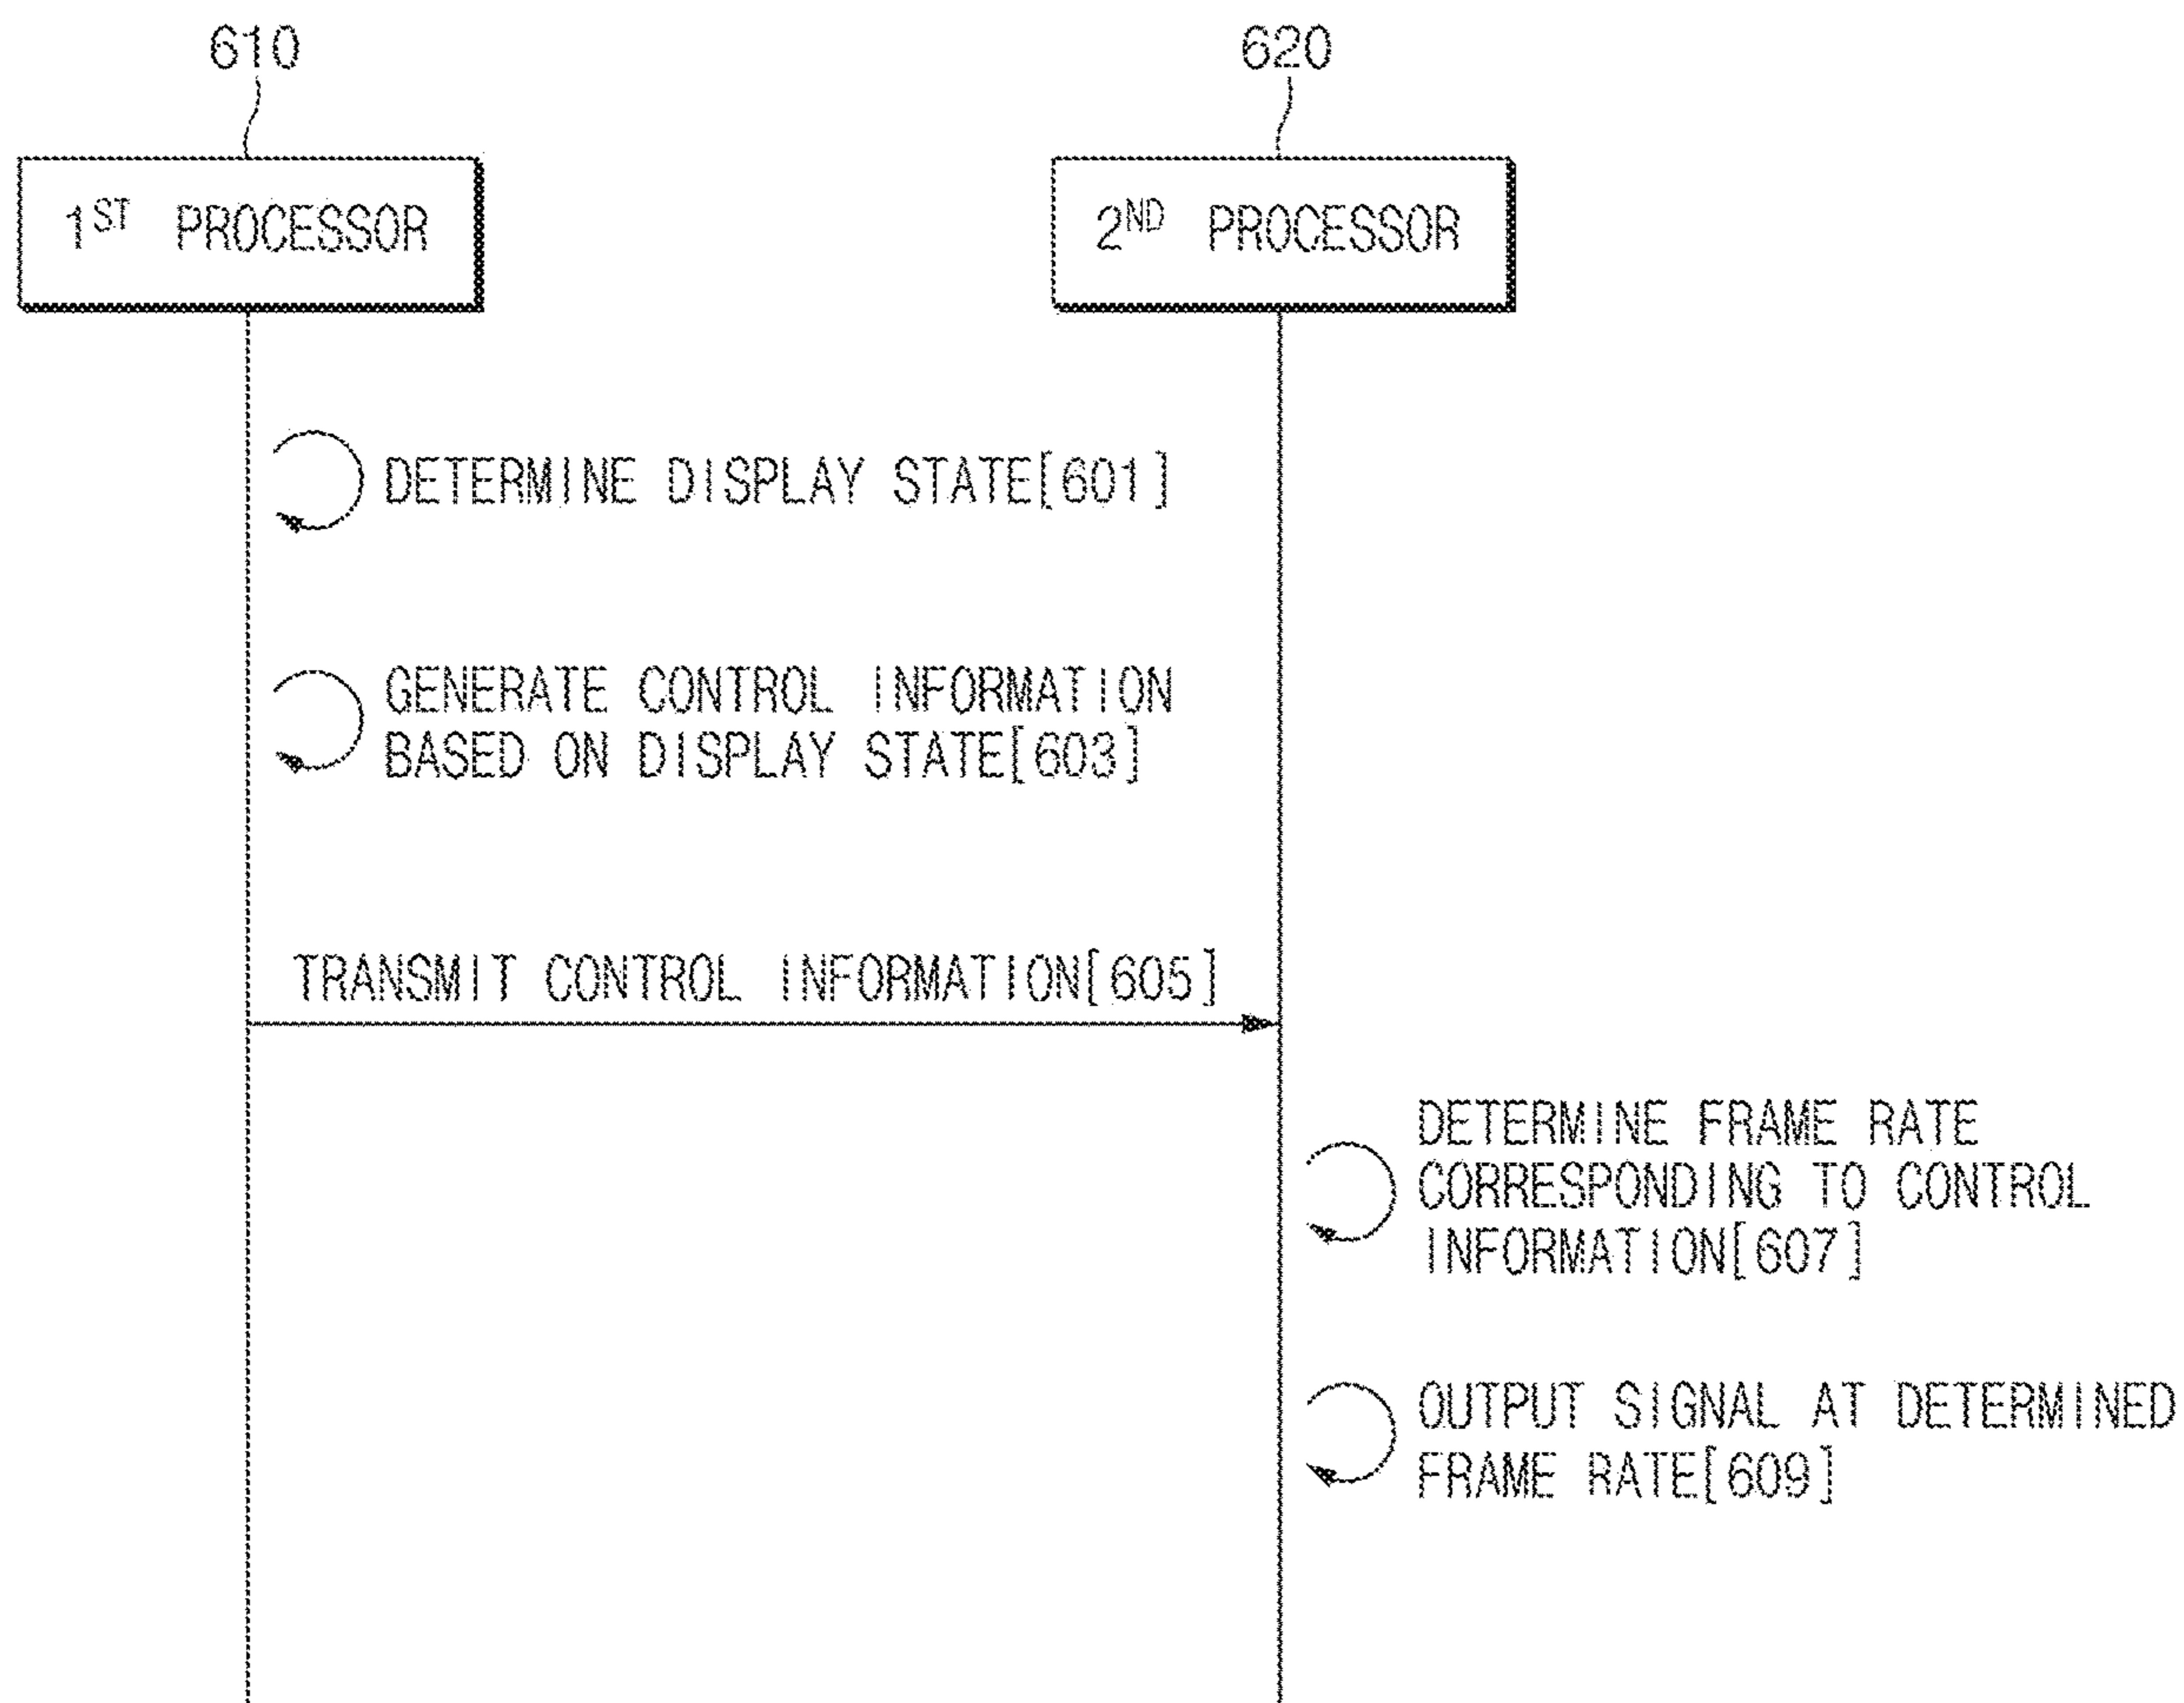 610
620
1ST PROCESSOR
2ND PROCESSOR
DETERMINE DISPLAY STATE[601]
GENERATE CONTROL INFORMATION
BASED ON DISPLAY STATE[603]
TRANSMIT CONTROL INFORMATION[605]
DETERMINE FRAME RATE
CORRESPONDING TO CONTROL
INFORMATION[607]
OUTPUT SIGNAL AT DETERMINED
FRAME RATE[609]